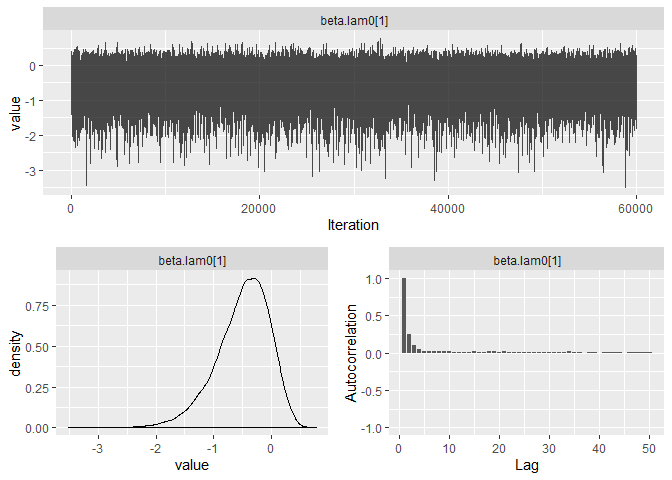 beta.lam0[1]
value
0
-1
-2
-3
0 20000 40000 60000
Iteration
beta.lam0[1]
density
0.75
0.50
0.25
0.00
-3 -2 -1 0
value
beta.lam0[1]
Autocorrelation
1.0
0.5
0.0
-0.5
-1.0
0 10 20 30 40 50
Lag